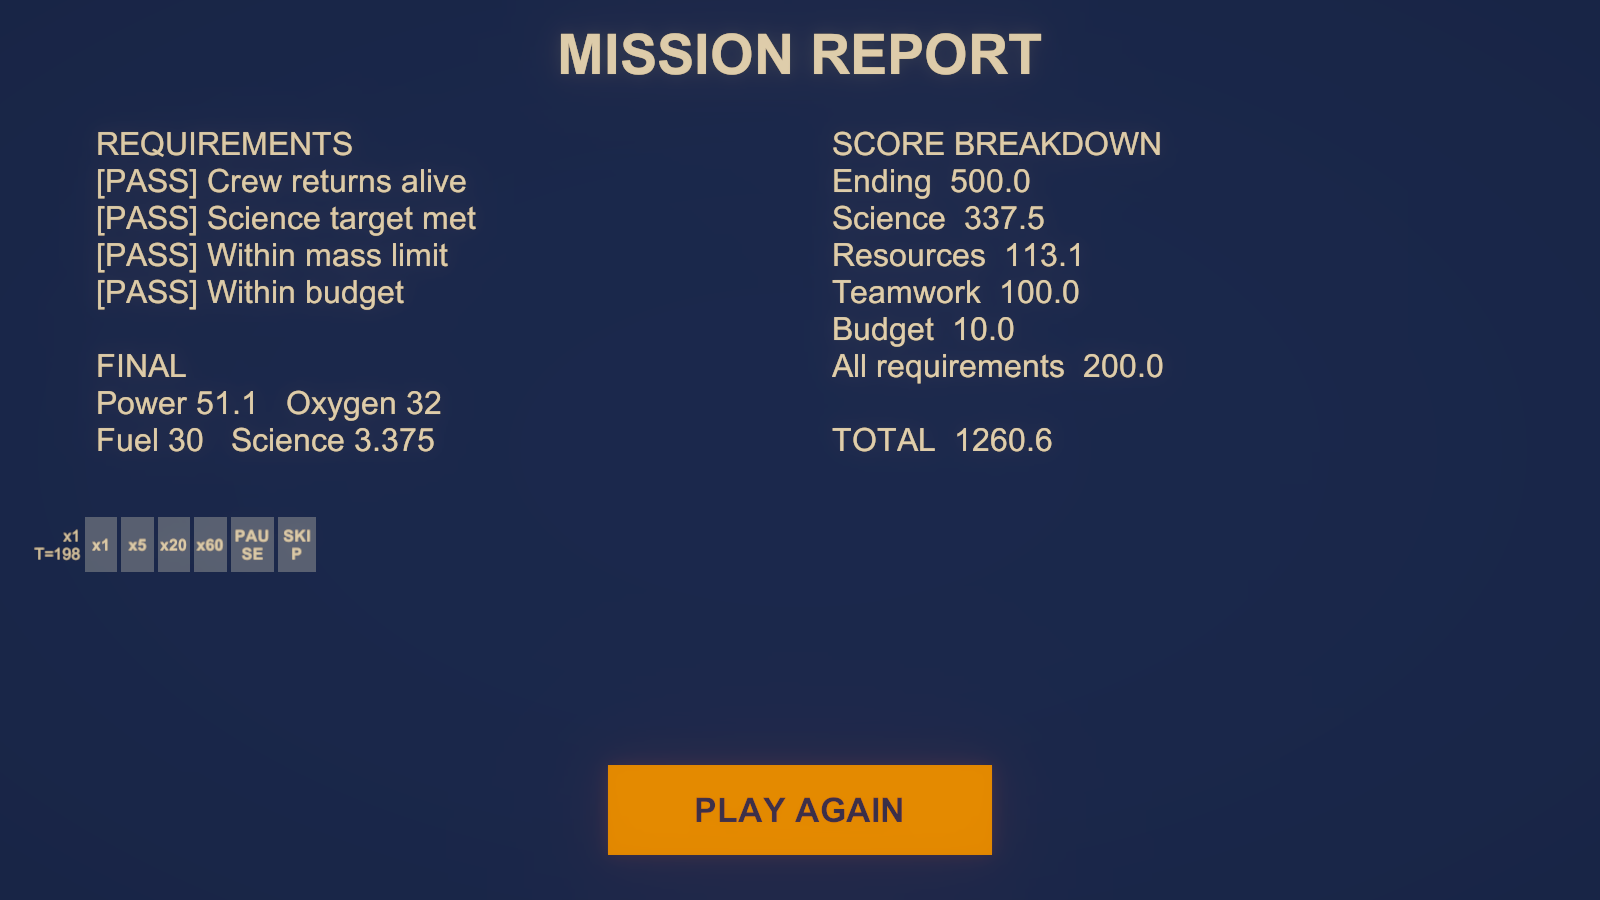 MISSION REPORT
REQUIREMENTS
[PASS] Crew returns alive
[PASS] Science target met
[PASS] Within mass limit
[PASS] Within budget
FINAL
Power 51.1 Oxygen 32
Fuel 30 Science 3.375
SCORE BREAKDOWN
Ending 500.0
Science 337.5
Resources 113.1
Teamwork 100.0
Budget 10.0
All requirements 200.0
TOTAL 1260.6
x1
T=198
x1
x5
x20
x60
PAU
SE
SKI
P
PLAY AGAIN